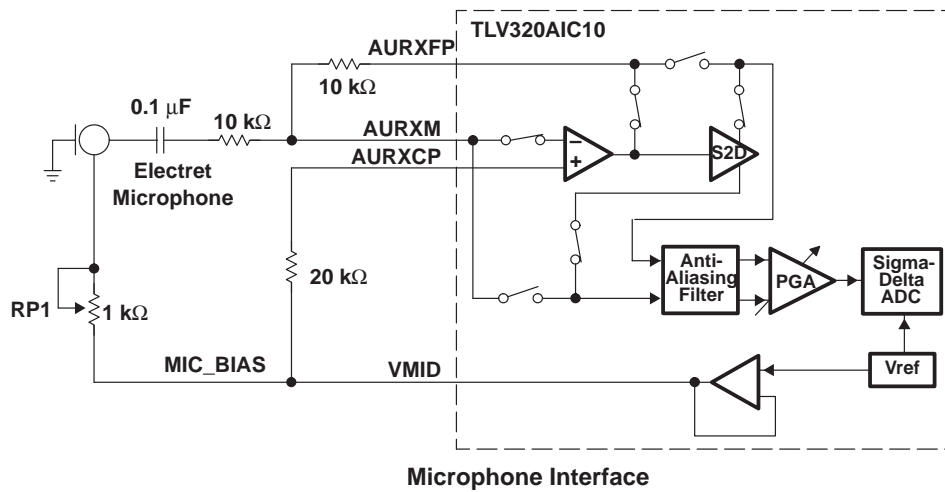 TLV320AIC10
AURXFP
10 kΩ
0.1 μF
10 kΩ
AURXM
AURXCP
Electret
Microphone
−
+
S2D
20 kΩ
Anti-
Aliasing
Filter
PGA
Sigma-
Delta
ADC
RP1
1 kΩ
MIC_BIAS
VMID
Vref
Microphone Interface